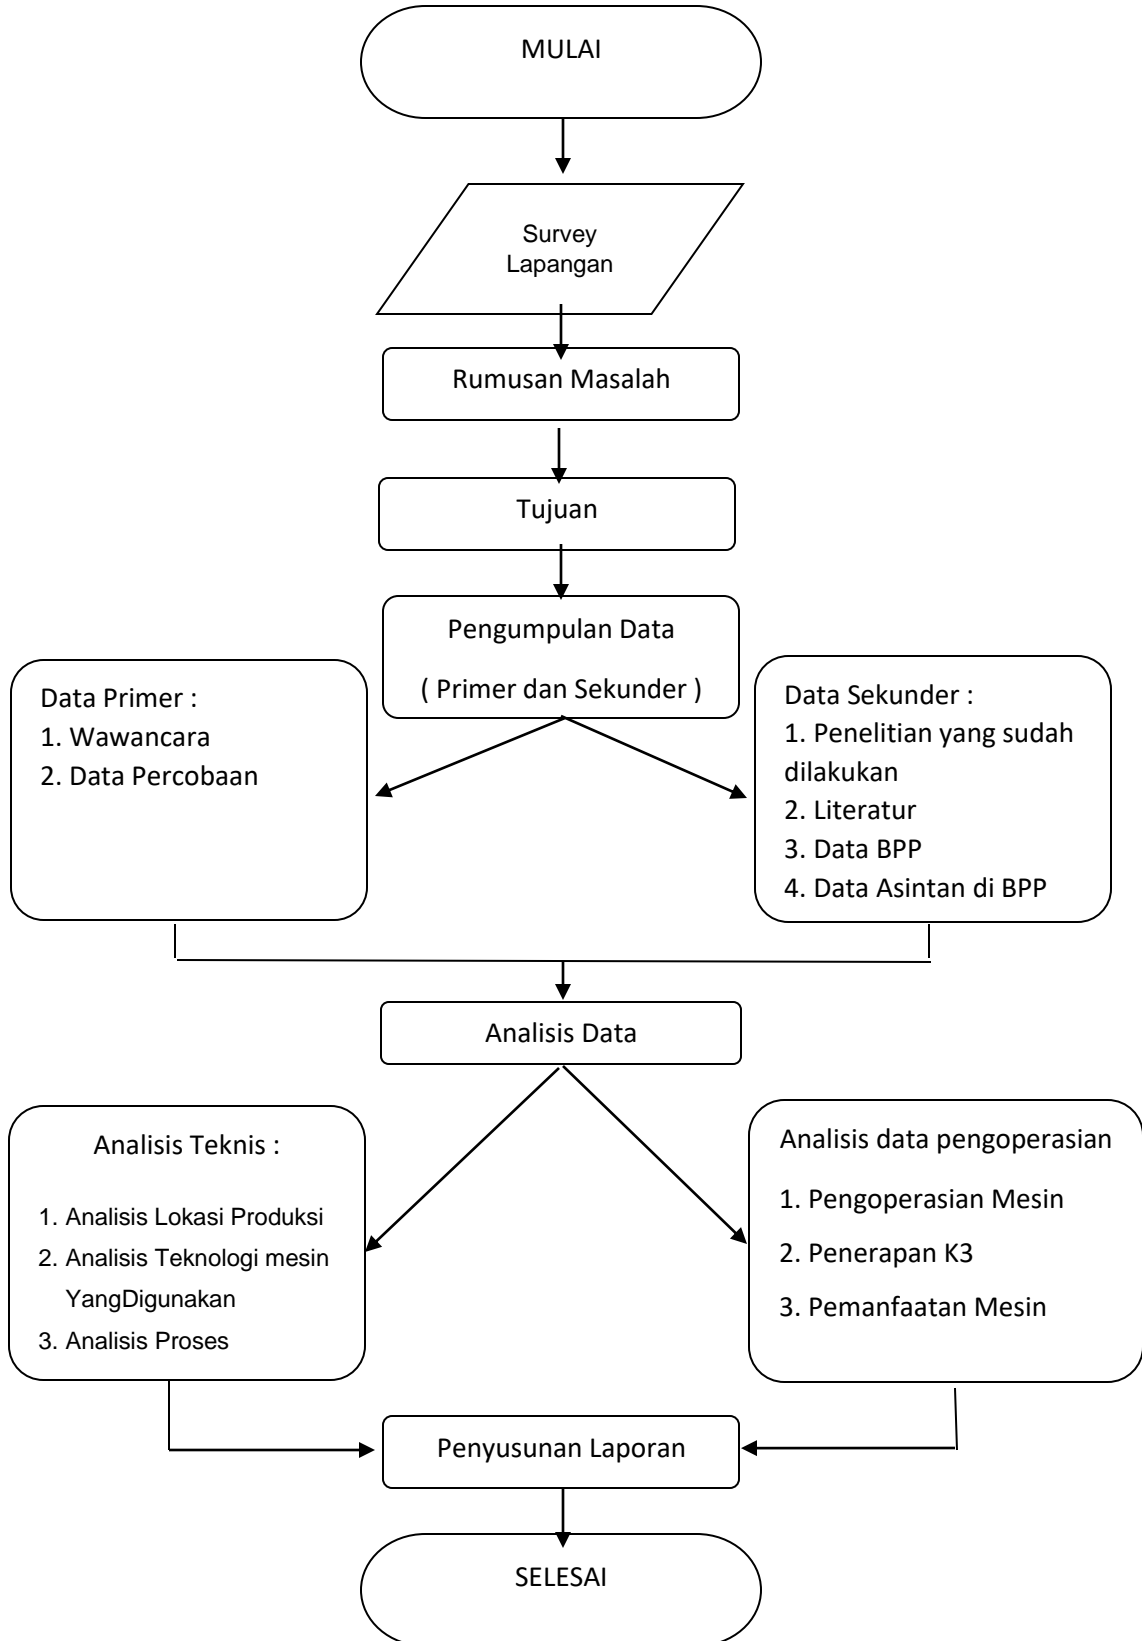 MULAI
Survey
Lapangan
Rumusan Masalah
Tujuan
Pengumpulan Data
( Primer dan Sekunder )
Data Primer :
1. Wawancara
2. Data Percobaan
Data Sekunder :
1. Penelitian yang sudah
dilakukan
2. Literatur
3. Data BPP
4. Data Asintan di BPP
Analisis Data
Analisis Teknis :
1. Analisis Lokasi Produksi
2. Analisis Teknologi mesin
YangDigunakan
3. Analisis Proses
Analisis data pengoperasian
1. Pengoperasian Mesin
2. Penerapan K3
3. Pemanfaatan Mesin
Penyusunan Laporan
SELESAI